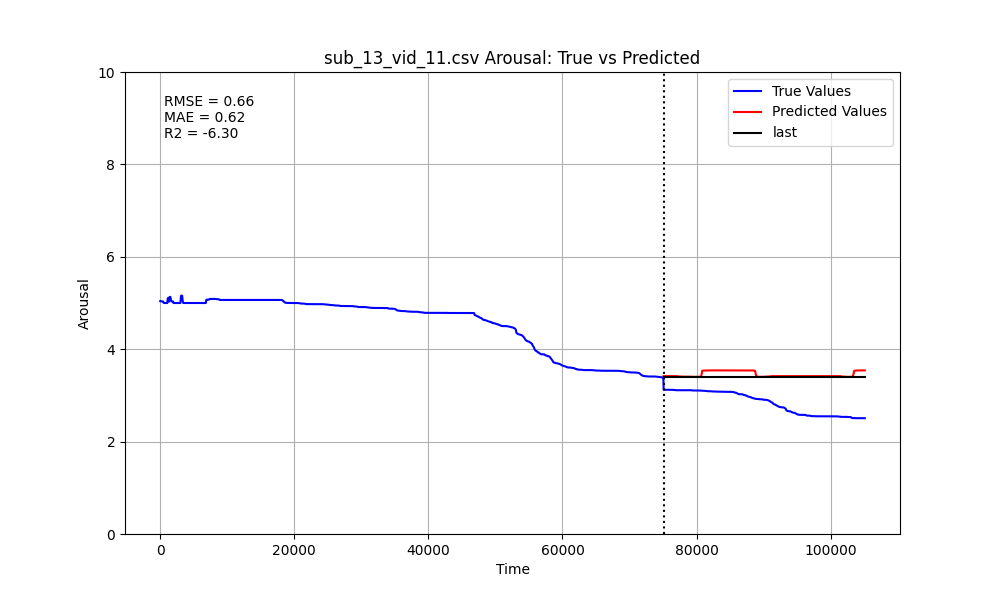 sub_13_vid_11.csv Arousal: True vs Predicted
RMSE = 0.66
MAE = 0.62
R2 = -6.30
True Values
Predicted Values
last
Arousal
10
8
6
4
2
0
0
20000
40000
60000
80000
100000
Time